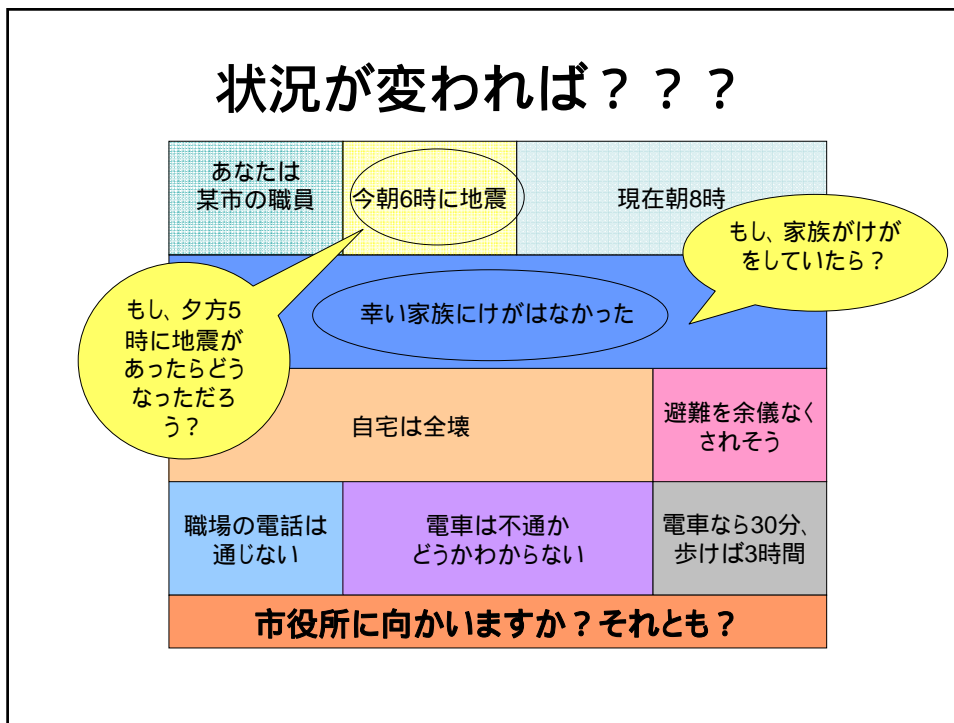 状況が変われば？？？
あなたは
某市の職員
今朝6時に地震
現在朝8時
もし、家族がけが
をしていたら？
もし、夕方5
時に地震が
あったらどう
なっただろ
う？
幸い家族にけがはなかった
自宅は全壊
避難を余儀なく
されそう
職場の電話は
通じない
電車は不通か
どうかわからない
電車なら30分、
歩けば3時間
市役所に向かいますか？それとも？